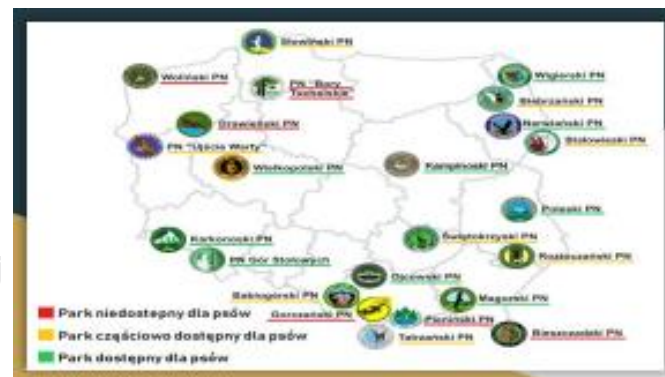 Słowiński PN
Woliński PN
PN "Bory
Tucholskie"
Wigierski PN
Biebrzański PN
Drawieński PN
Narwiański PN
Białowieski PN
PN "Ujście Warty"
Wielkopolski PN
Kampinoski PN
Poleski PN
Karkonoski PN
Świętokrzyski PN
PN Gór Stołowych
Roztoczański PN
Ojcowski PN
Babiogórski PN
Magurski PN
Gorczański PN
Pieniński PN
Tatrzański PN
Bieszczadzki PN
Park niedostępny dla psów
Park częściowo dostępny dla psów
Park dostępny dla psów